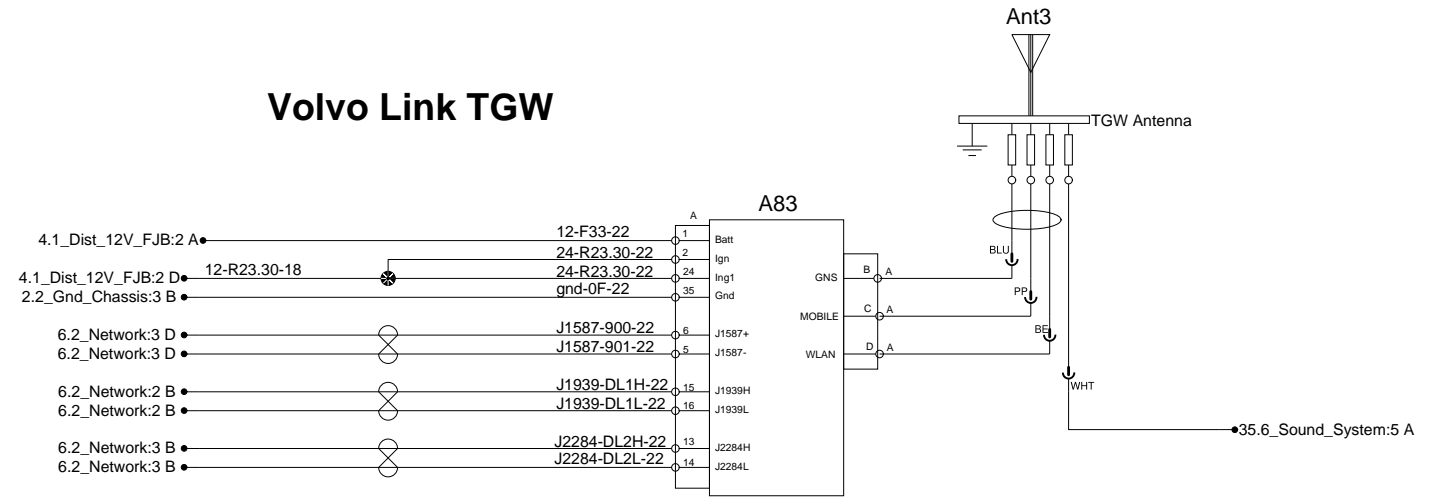 Ant3
Volvo Link TGW
TGW Antenna
A83
A
4.1_Dist_12V_FJB:2 A 12-F33-22 1 Batt
24-R23.30-22 2 Ign
4.1_Dist_12V_FJB:2 D 12-R23.30-18 24-R23.30-22 24 Ing1
2.2_Gnd_Chassis:3 B gnd-0F-22 35 Gnd
6.2_Network:3 D J1587-900-22 6 J1587+
6.2_Network:3 D J1587-901-22 5 J1587-
6.2_Network:2 B J1939-DL1H-22 15 J1939H
6.2_Network:2 B J1939-DL1L-22 16 J1939L
6.2_Network:3 B J2284-DL2H-22 13 J2284H
6.2_Network:3 B J2284-DL2L-22 14 J2284L
BLU
GNS B A
PP
MOBILE C A
BE
WLAN D A
WHT
35.6_Sound_System:5 A